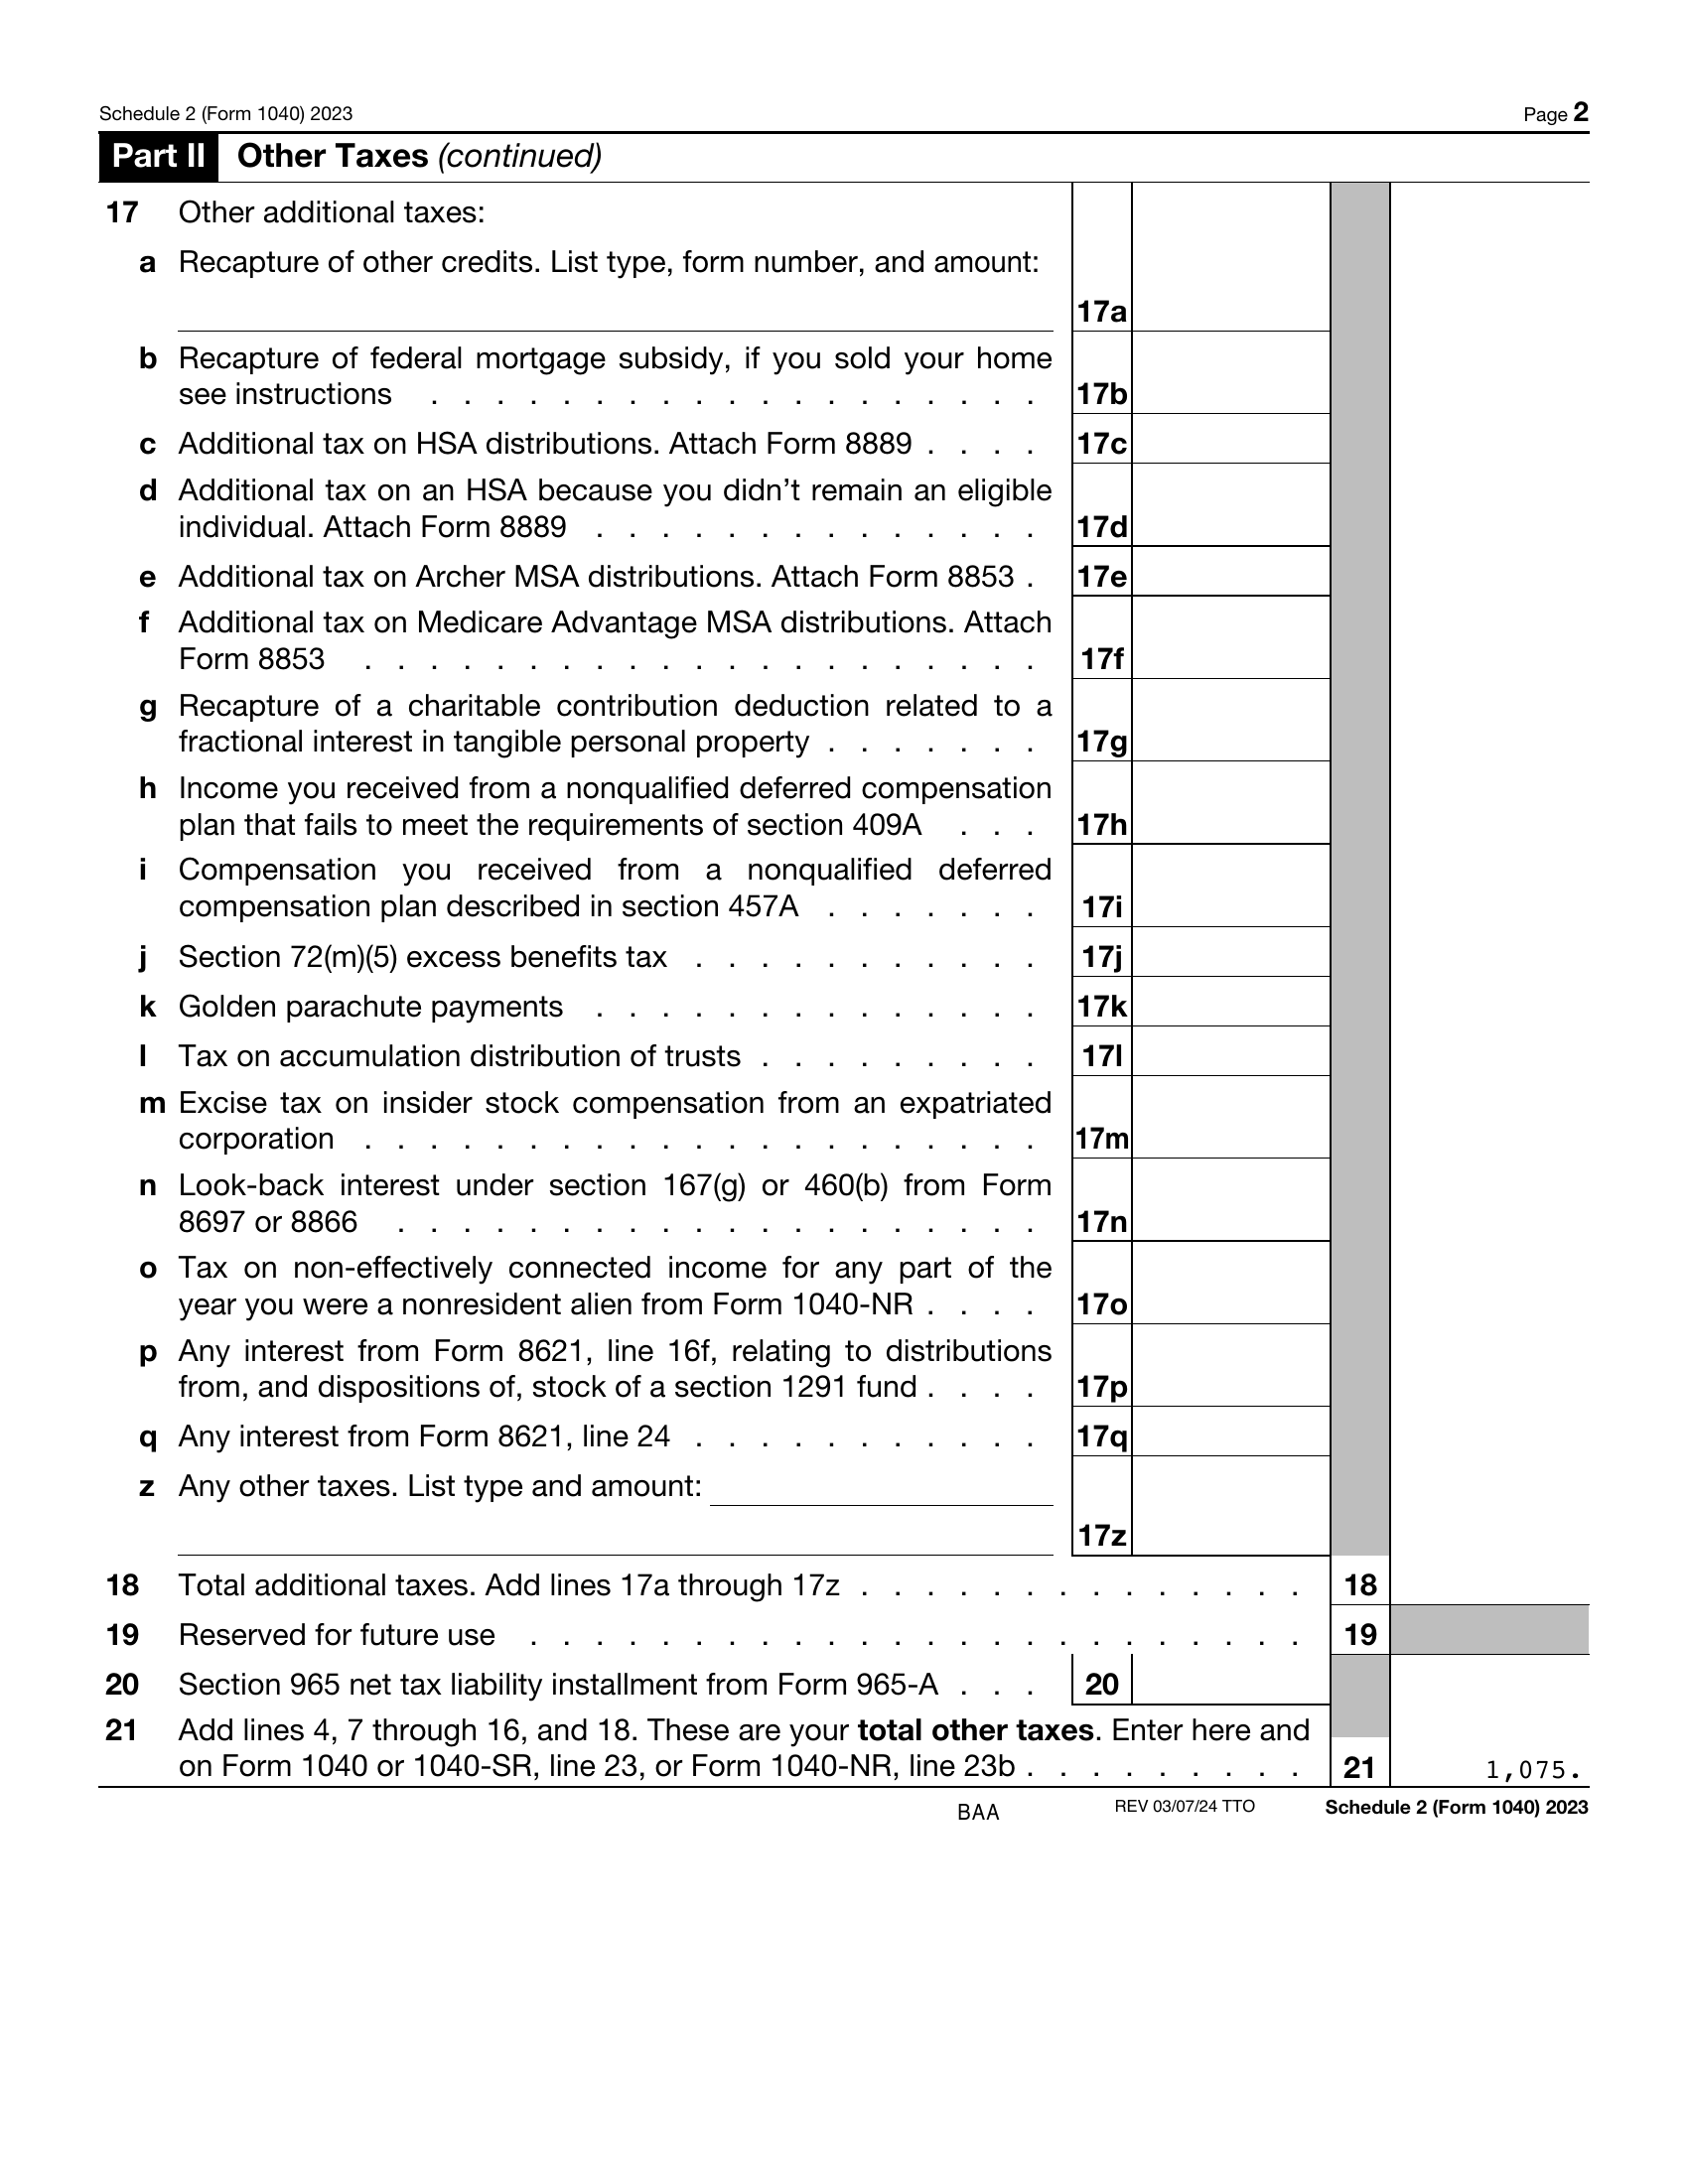 Schedule 2 (Form 1040) 2023 Page 2
Part II Other Taxes (continued)
17 Other additional taxes:
a Recapture of other credits. List type, form number, and amount:
17a
b Recapture of federal mortgage subsidy, if you sold your home
see instructions . . . . . . . . . . . . . . . . . . . 17b
c Additional tax on HSA distributions. Attach Form 8889 . . . . 17c
d Additional tax on an HSA because you didn’t remain an eligible
individual. Attach Form 8889 . . . . . . . . . . . . . . 17d
e Additional tax on Archer MSA distributions. Attach Form 8853 . 17e
f Additional tax on Medicare Advantage MSA distributions. Attach
Form 8853 . . . . . . . . . . . . . . . . . . . . . 17f
g Recapture of a charitable contribution deduction related to a
fractional interest in tangible personal property . . . . . . . 17g
h Income you received from a nonqualified deferred compensation
plan that fails to meet the requirements of section 409A . . . 17h
i Compensation you received from a nonqualified deferred
compensation plan described in section 457A . . . . . . . 17i
j Section 72(m)(5) excess benefits tax . . . . . . . . . . . 17j
k Golden parachute payments . . . . . . . . . . . . . . 17k
l Tax on accumulation distribution of trusts . . . . . . . . . 17l
m Excise tax on insider stock compensation from an expatriated
corporation . . . . . . . . . . . . . . . . . . . . . 17m
n Look-back interest under section 167(g) or 460(b) from Form
8697 or 8866 . . . . . . . . . . . . . . . . . . . . 17n
o Tax on non-effectively connected income for any part of the
year you were a nonresident alien from Form 1040-NR . . . . 17o
p Any interest from Form 8621, line 16f, relating to distributions
from, and dispositions of, stock of a section 1291 fund . . . . 17p
q Any interest from Form 8621, line 24 . . . . . . . . . . . 17q
z Any other taxes. List type and amount:
17z
18 Total additional taxes. Add lines 17a through 17z . . . . . . . . . . . . . . 18
19 Reserved for future use . . . . . . . . . . . . . . . . . . . . . . . . 19
20 Section 965 net tax liability installment from Form 965-A . . . 20
21 Add lines 4, 7 through 16, and 18. These are your total other taxes. Enter here and
on Form 1040 or 1040-SR, line 23, or Form 1040-NR, line 23b . . . . . . . . . 21 1,075.
BAA REV 03/07/24 TTO Schedule 2 (Form 1040) 2023